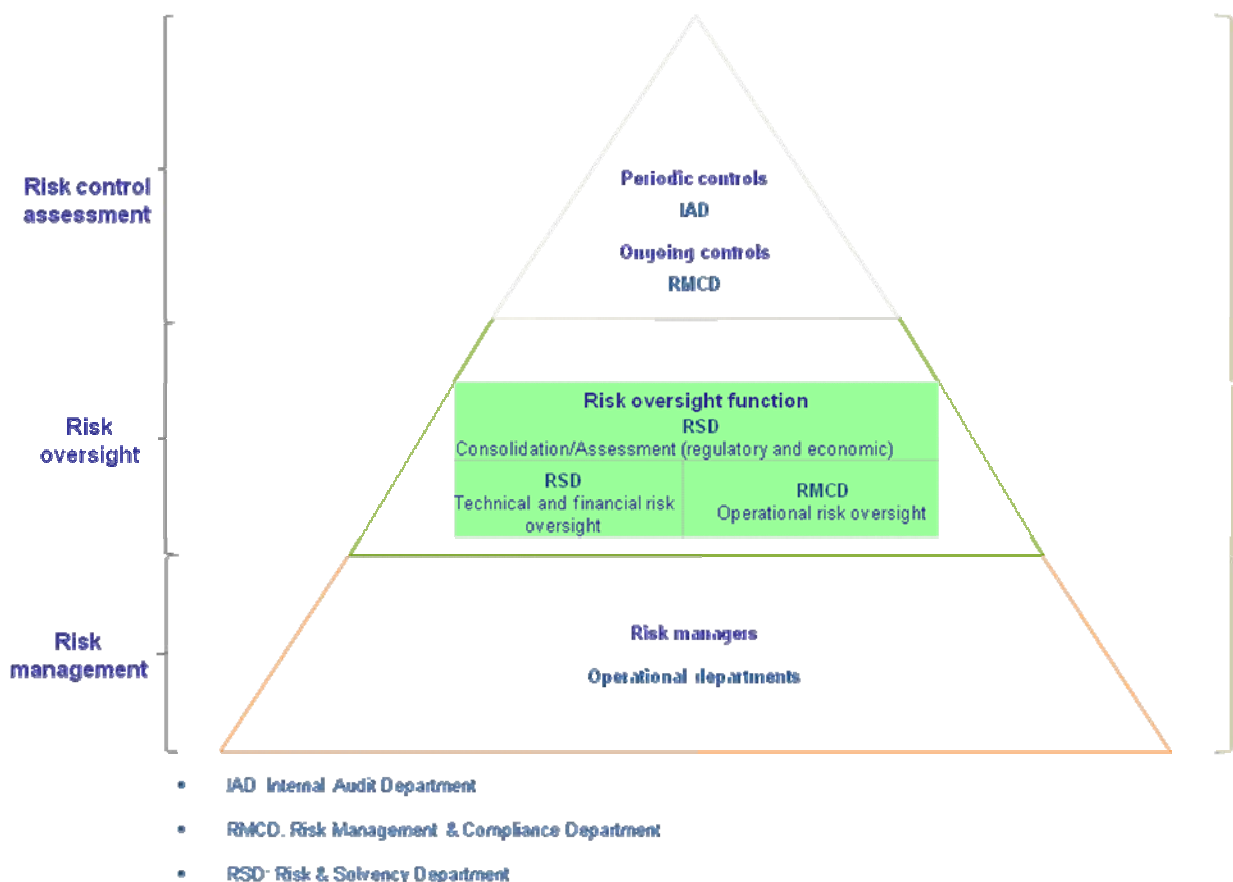 Periodic controls
Risk control
assessment
IAD
Ongoing controls
RMCD
Risk oversight function
RSD
Risk
oversight
Consolidation/Assessment (regulatory and economic)
RSD
Technical and financial risk
oversight
RMCD
Operational risk oversight
Risk
management
Risk managers
Operational departments
• IAD Internal Audit Department
• RMCD. Risk Management & Compliance Department
• RSD: Risk & Solvency Department